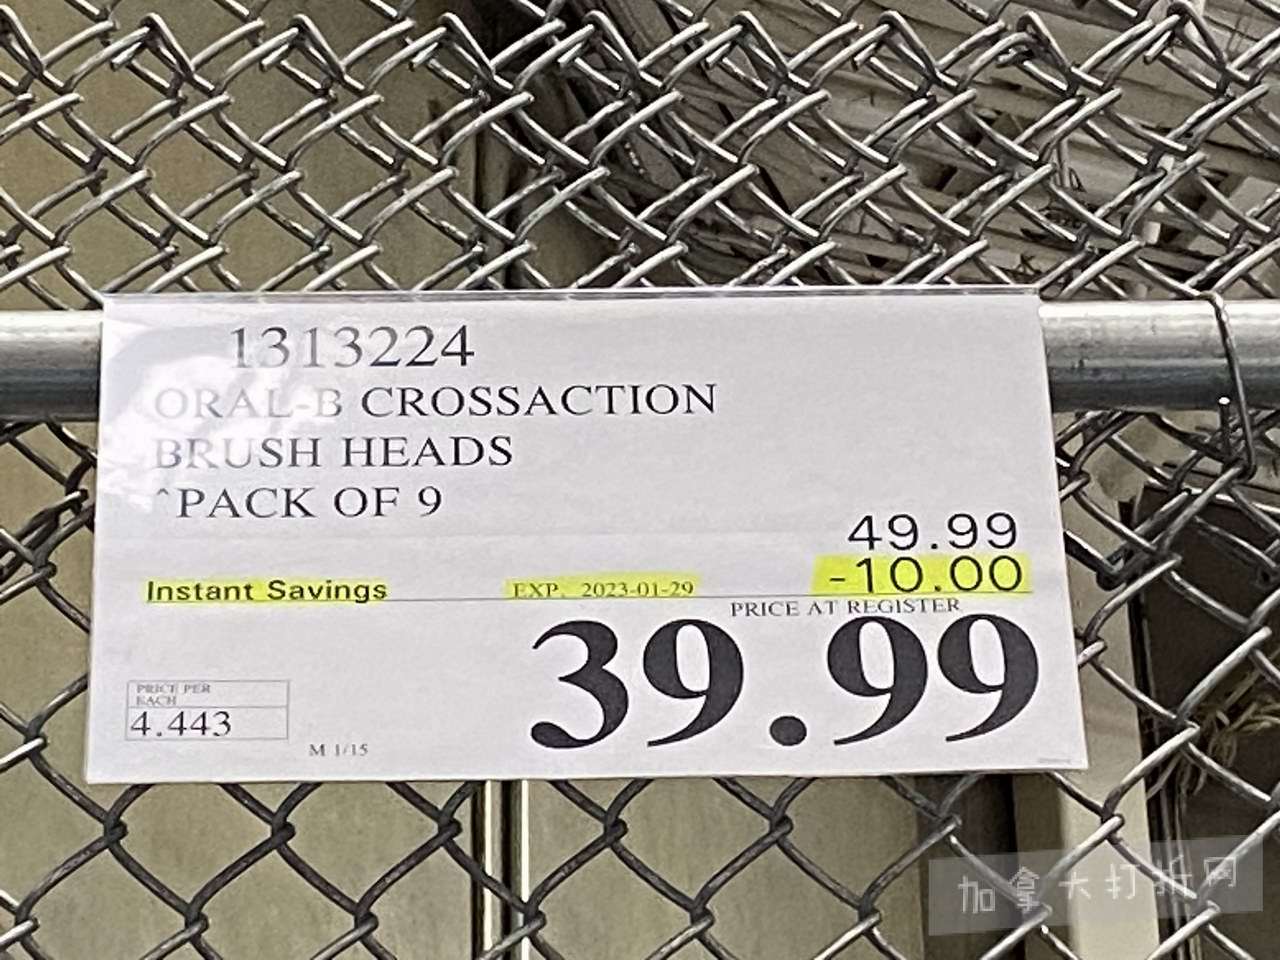 1313224
ORAL-B CROSSACTION
BRUSH HEADS
^PACK OF 9
49.99
Instant Savings EXP. 2023-01-29 -10.00
PRICE AT REGISTER
39.99
PRICE PER
EACH
4.443
M 1/15
加拿大打折网